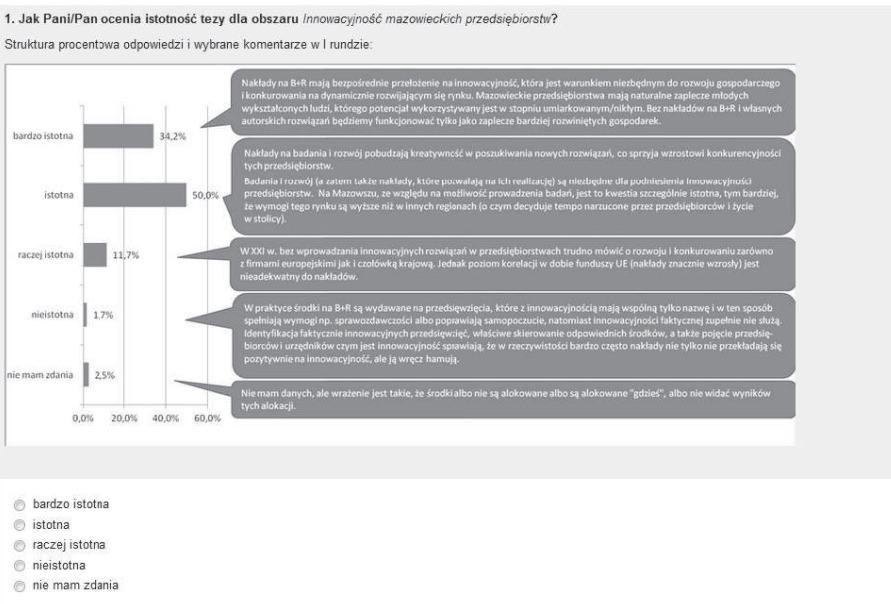 1. Jak Pani/Pan ocenia istotność tezy dla obszaru Innowacyjność mazowieckich przedsiębiorstw?
Struktura procentowa odpowiedzi i wybrane komentarze w I rundzie:
Nakłady na B+R mają bezpośrednie przełożenie na innowacyjność, która jest warunkiem niezbędnym do rozwoju gospodarczego
i konkurowania na dynamicznie rozwijającym się rynku. Mazowieckie przedsiębiorstwa mają naturalne zaplecze młodych
wykształconych ludzi, którego potencjał wykorzystywany jest w stopniu umiarkowanym/nikłym. Bez nakładów na B+R i własnych
autorskich rozwiązań będziemy funkcjonować tylko jako zaplecze bardziej rozwiniętych gospodarek.
bardzo istotna
34,2%
Nakłady na badania i rozwój pobudzają kreatywność w poszukiwania nowych rozwiązań, co sprzyja wzrostowi konkurencyjności
tych przedsiębiorstw.
Badania i rozwój (a zatem także nakłady, które pozwalają na ich realizację) są niezbędne dla podniesienia innowacyjności
przedsiębiorstw. Na Mazowszu, ze względu na możliwość prowadzenia badań, jest to kwestia szczególnie istotna, tym bardziej,
że wymogi tego rynku są wyższe niż w innych regionach (o czym decyduje tempo narzucone przez przedsiębiorców i życie
w stolicy).
istotna
50,0%
W XXI w. bez wprowadzania innowacyjnych rozwiązań w przedsiębiorstwach trudno mówić o rozwoju i konkurowaniu zarówno
z firmami europejskimi jak i czołówką krajową. Jednak poziom korelacji w dobie funduszy UE (nakłady znacznie wzrosły) jest
nieadekwatny do nakładów.
raczej istotna
11,7%
W praktyce środki na B+R są wydawane na przedsięwzięcia, które z innowacyjnością mają wspólną tylko nazwę i w ten sposób
spełniają wymogi np. sprawozdawczości albo poprawiają samopoczucie, natomiast innowacyjności faktycznej zupełnie nie służą.
Identyfikacja faktycznie innowacyjnych przedsięwzięć, właściwe skierowanie odpowiednich środków, a także pojęcie przedsię-
biorców i urzędników czym jest innowacyjność sprawiają, że w rzeczywistości bardzo często nakłady nie tylko nie przekładają się
pozytywnie na innowacyjność, ale ją wręcz hamują.
nieistotna
1,7%
Nie mam danych, ale wrażenie jest takie, że środki albo nie są alokowane albo są alokowane "gdzieś", albo nie widać wyników
tych alokacji.
nie mam zdania
2,5%
0,0% 20,0% 40,0% 60,0%
bardzo istotna
istotna
raczej istotna
nieistotna
nie mam zdania